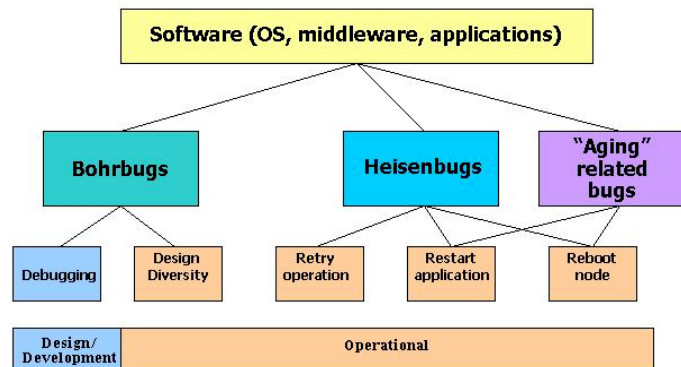 Software (OS, middleware, applications)
Bohrbugs
Heisenbugs
“Aging”
related
bugs
Debugging
Design
Diversity
Retry
operation
Restart
application
Reboot
node
Design/
Development
Operational